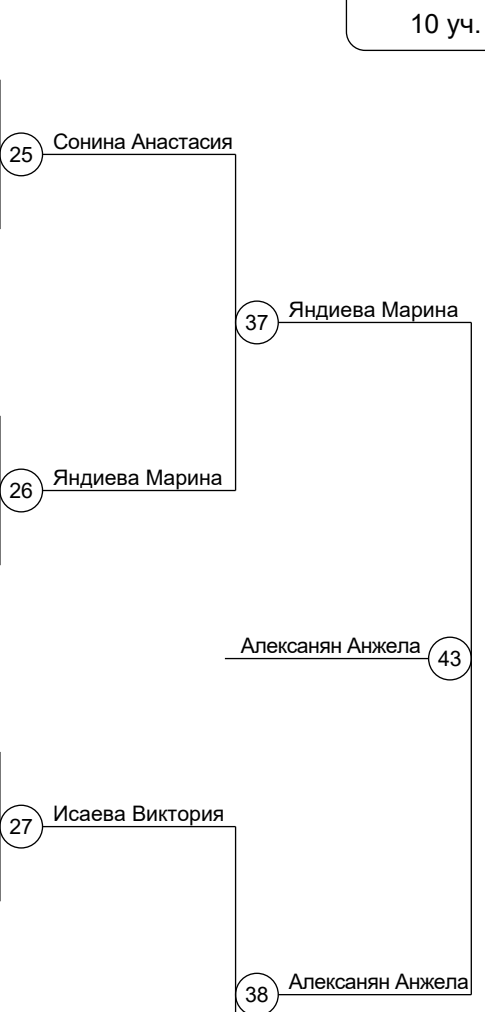 10 уч.
25 Сонина Анастасия
37 Яндиева Марина
26 Яндиева Марина
Алексанян Анжела 43
27 Исаева Виктория
38 Алексанян Анжела